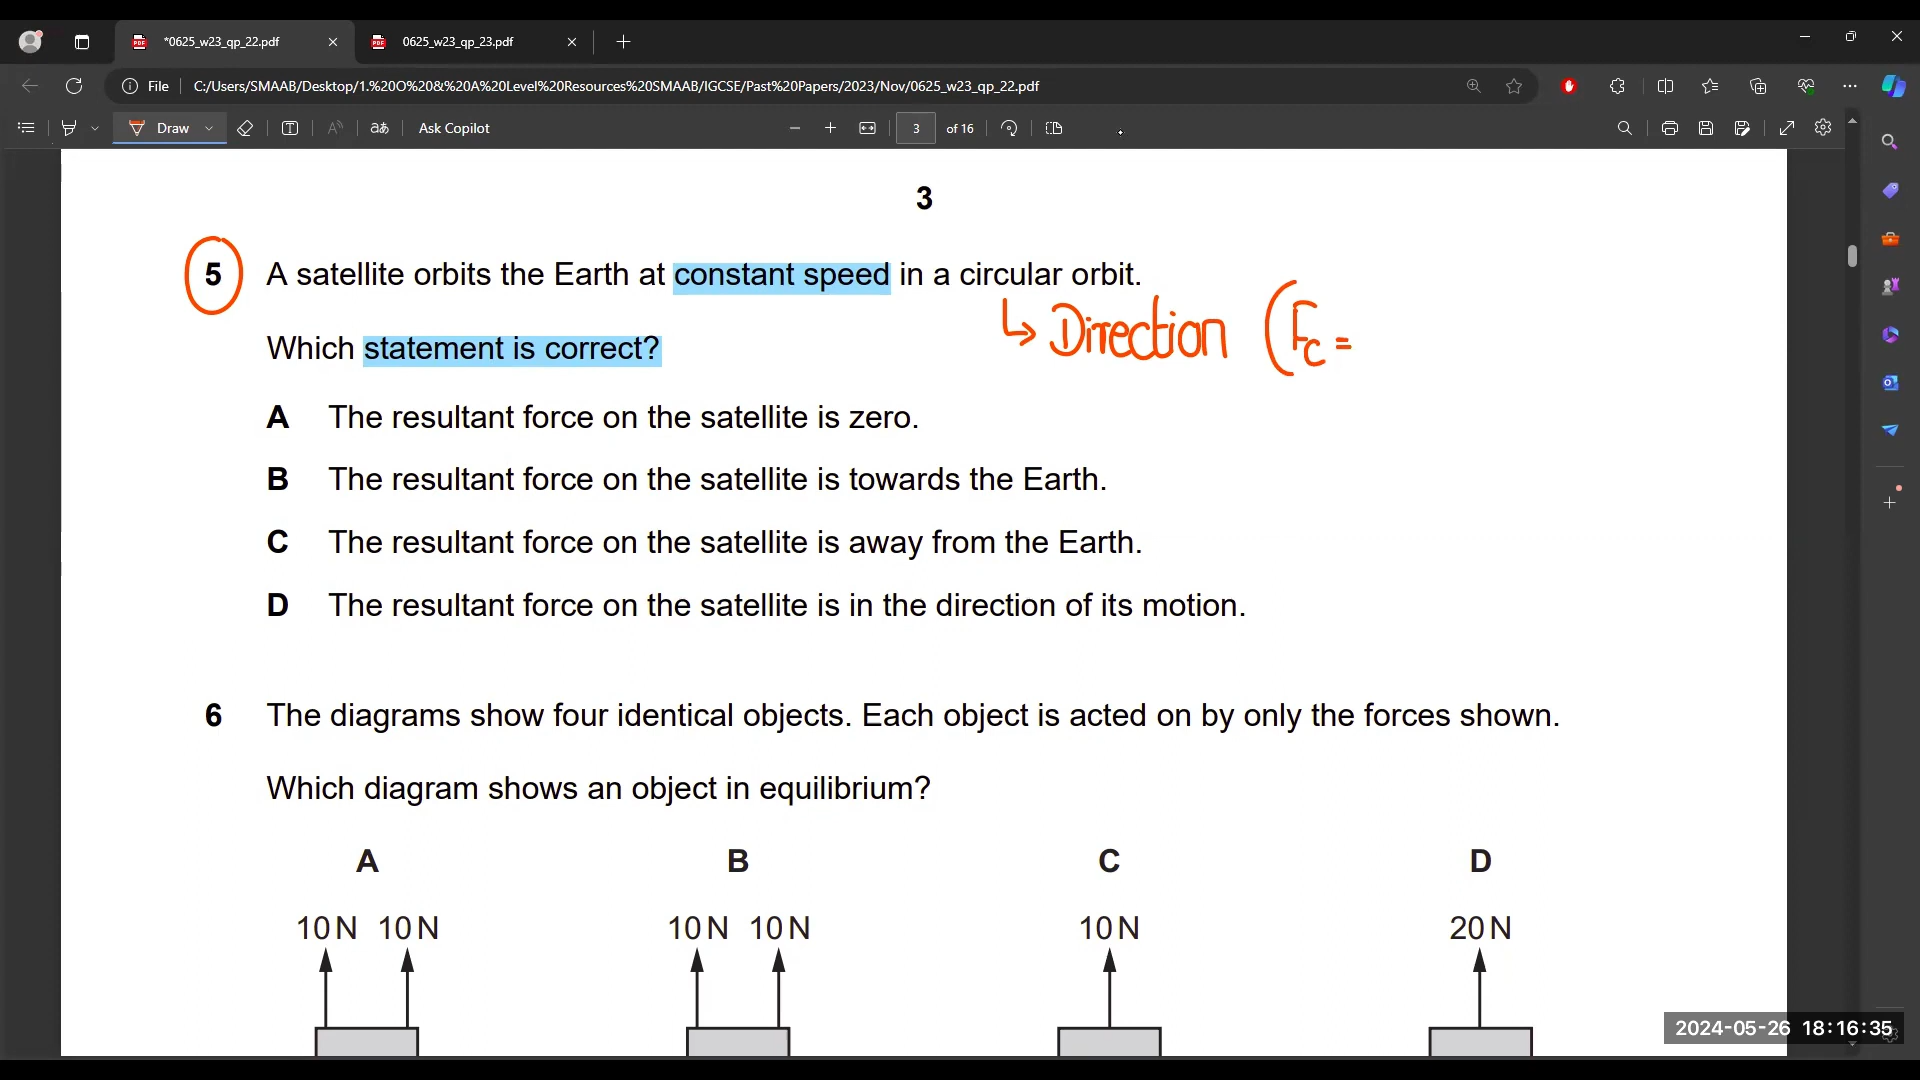 *0625_w23_qp_22.pdf
0625_w23_qp_23.pdf
File
C:/Users/SMAAB/Desktop/1.%20O%20&%20A%20Level%20Resources%20SMAAB/IGCSE/Past%20Papers/2023/Nov/0625_w23_qp_22.pdf
Draw
Ask Copilot
3 of 16
3
5 A satellite orbits the Earth at constant speed in a circular orbit.
↳ Direction (Fc =
Which statement is correct?
A The resultant force on the satellite is zero.
B The resultant force on the satellite is towards the Earth.
C The resultant force on the satellite is away from the Earth.
D The resultant force on the satellite is in the direction of its motion.
6 The diagrams show four identical objects. Each object is acted on by only the forces shown.
Which diagram shows an object in equilibrium?
A B C D
10 N 10 N 10 N 10 N 10 N 20 N
2024-05-26 18:16:35